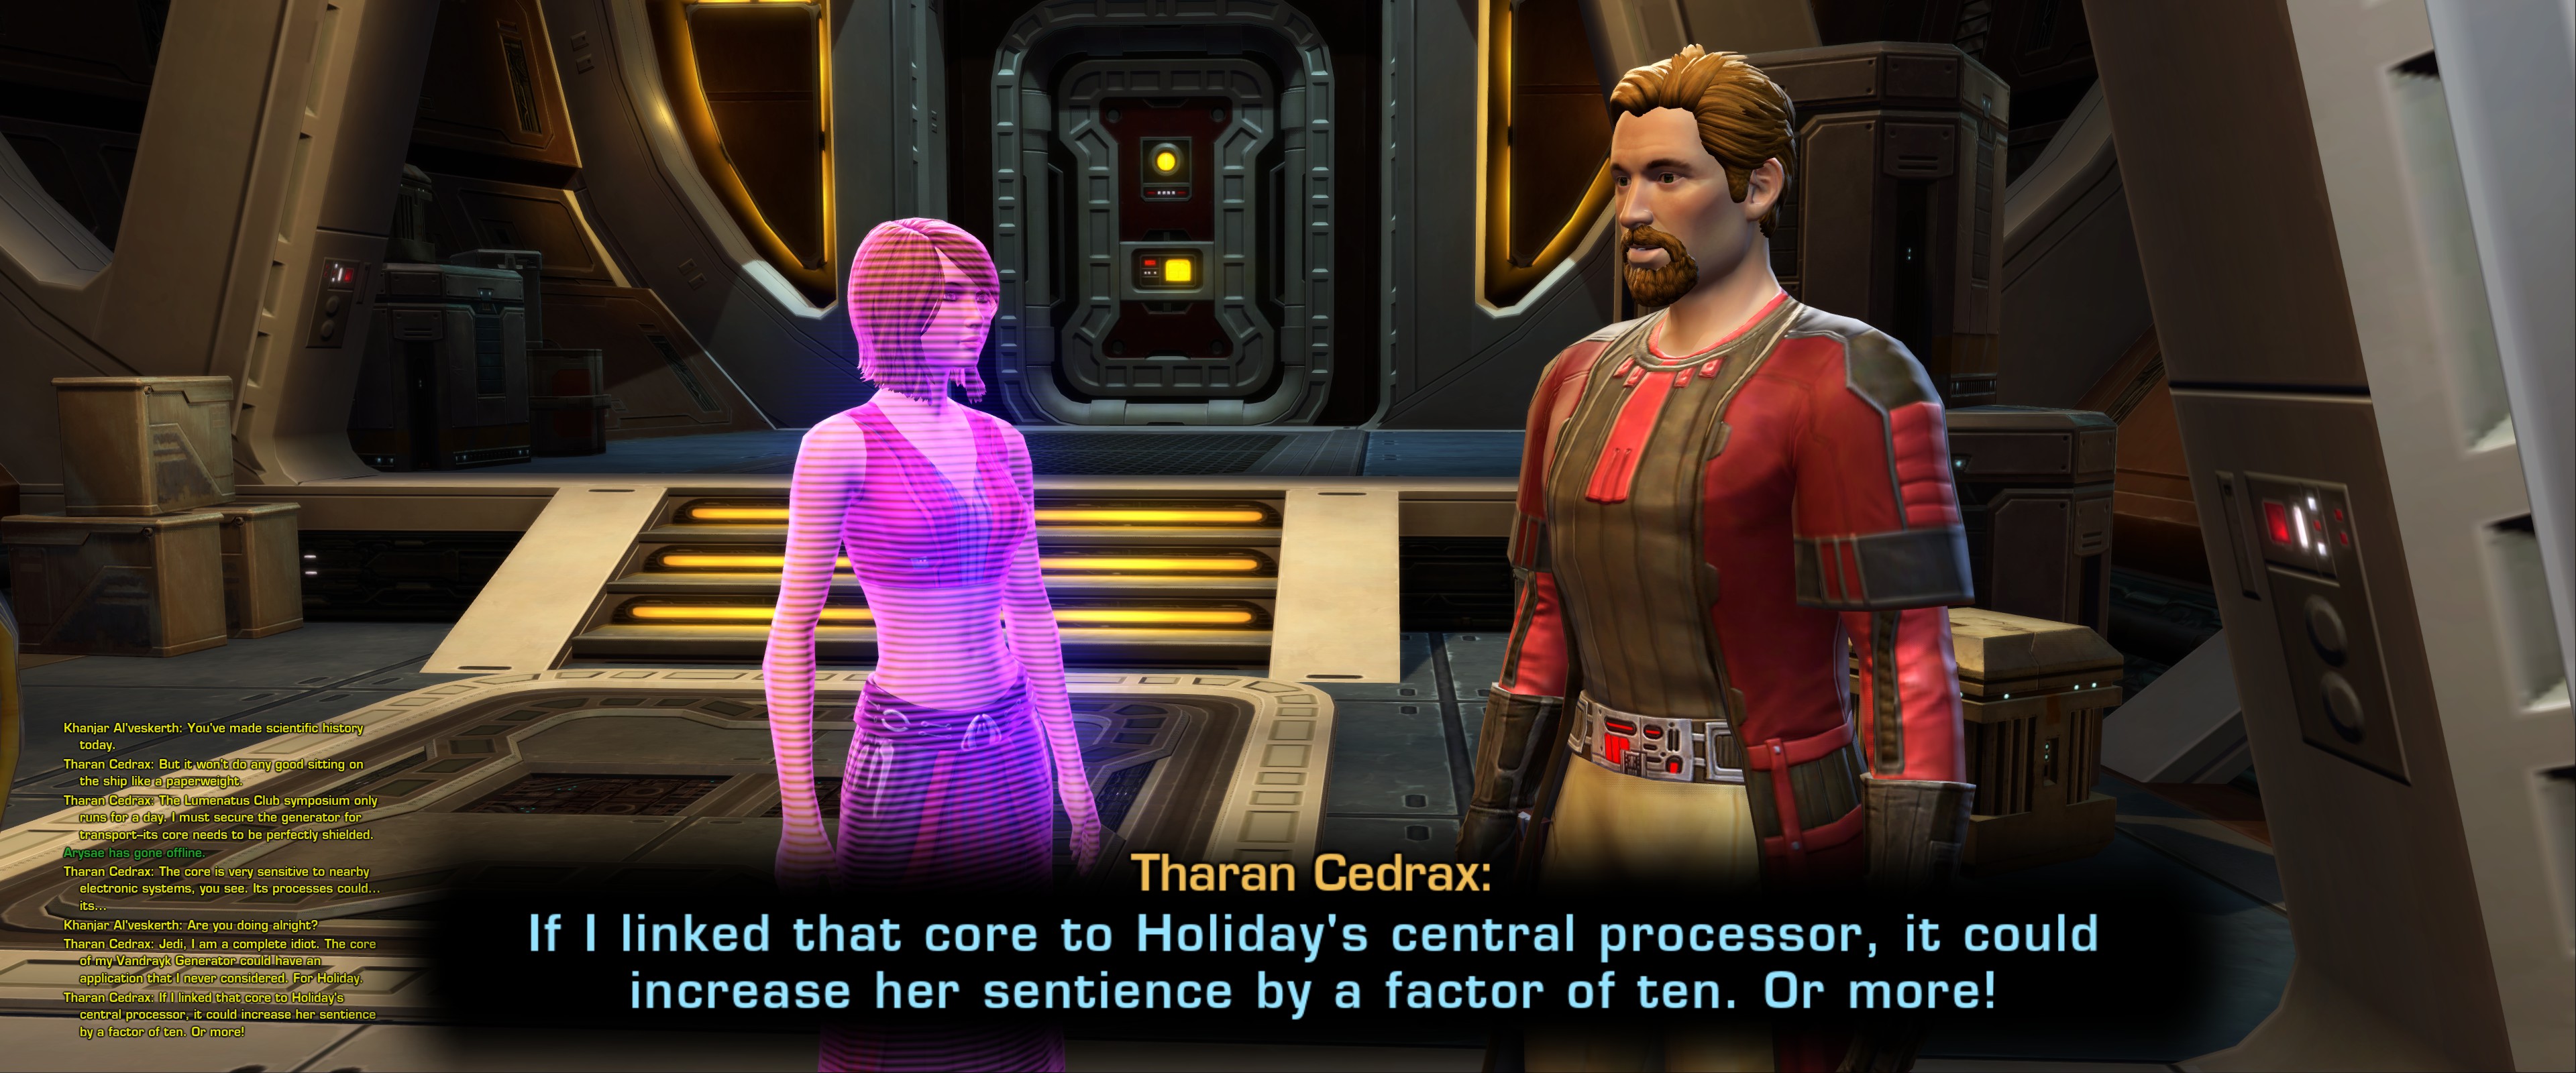 Khanjar Al'veskerth: You've made scientific history
today.
Tharan Cedrax: But it won't do any good sitting on
the ship like a paperweight.
Tharan Cedrax: The Lumenatus Club symposium only
runs for a day. I must secure the generator for
transport–its core needs to be perfectly shielded.
Arysae has gone offline.
Tharan Cedrax: The core is very sensitive to nearby
electronic systems, you see. Its processes could...
its...
Khanjar Al'veskerth: Are you doing alright?
Tharan Cedrax: Jedi, I am a complete idiot. The core
of my Vandrayk Generator could have an
application that I never considered. For Holiday.
Tharan Cedrax: If I linked that core to Holiday's
central processor, it could increase her sentience
by a factor of ten. Or more!
Tharan Cedrax:
If I linked that core to Holiday's central processor, it could
increase her sentience by a factor of ten. Or more!